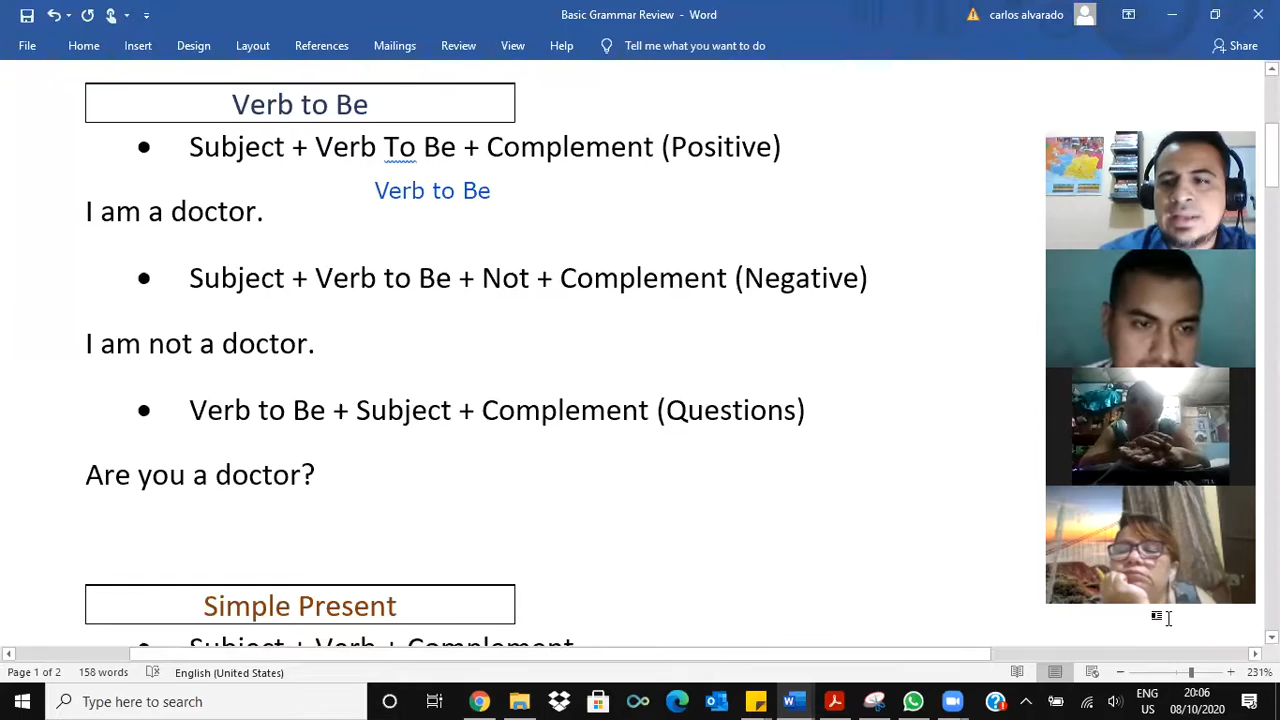 Basic Grammar Review - Word
carlos alvarado
File Home Insert Design Layout References Mailings Review View Help Tell me what you want to do Share
Verb to Be
• Subject + Verb To Be + Complement (Positive)
Verb to Be
I am a doctor.
• Subject + Verb to Be + Not + Complement (Negative)
I am not a doctor.
• Verb to Be + Subject + Complement (Questions)
Are you a doctor?
Simple Present
• Subject + Verb + Complement
Page 1 of 2 158 words English (United States) 231%
Type here to search
ENG 20:06
US 08/10/2020